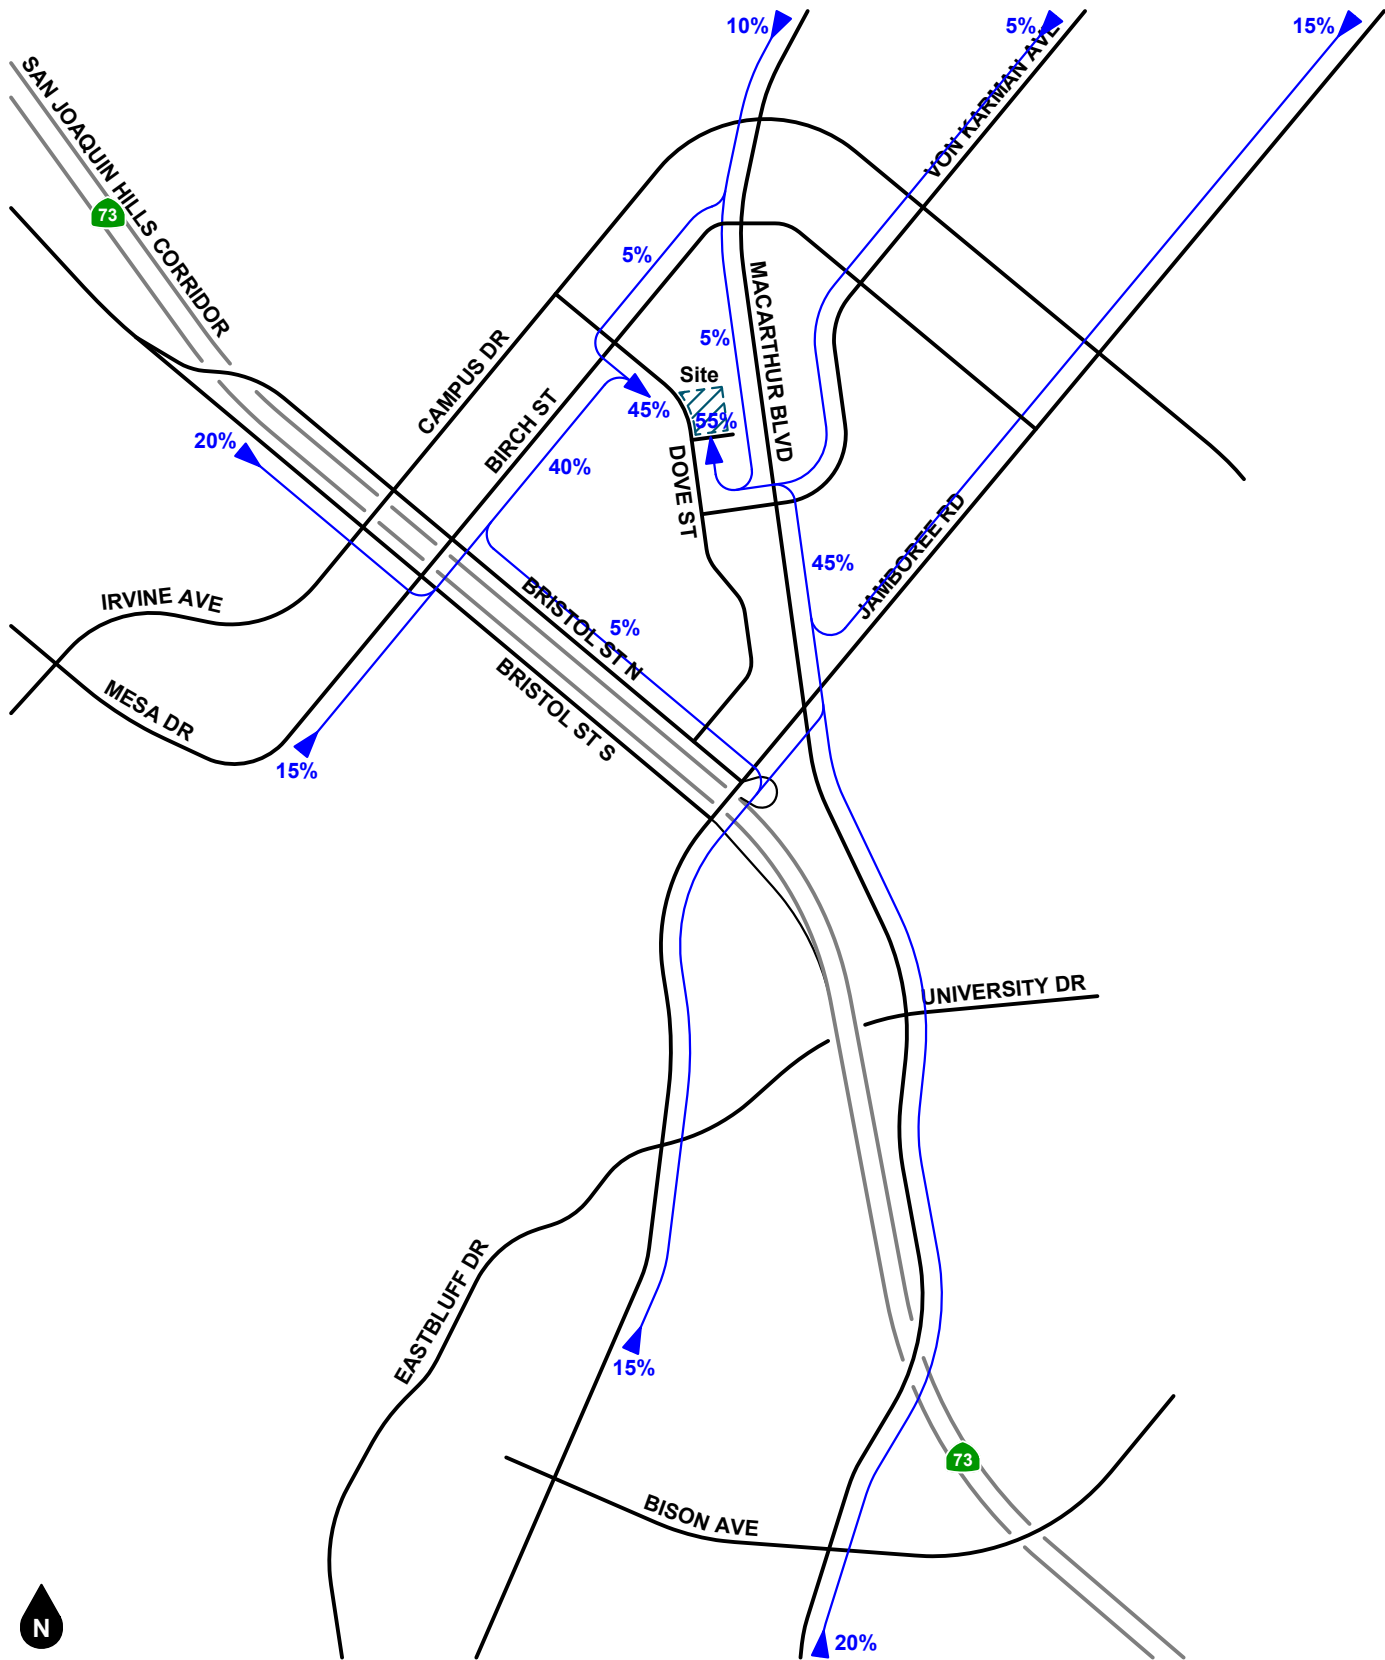 10%
5%
15%
SAN JOAQUIN HILLS CORRIDOR
73
VON KARMAN AVE
5%
MACARTHUR BLVD
5%
CAMPUS DR
Site
BIRCH ST
45%
55%
20%
40%
DOVE ST
JAMBOREE RD
45%
IRVINE AVE
BRISTOL ST N
5%
BRISTOL ST S
MESA DR
15%
UNIVERSITY DR
EASTBLUFF DR
15%
73
BISON AVE
N
20%